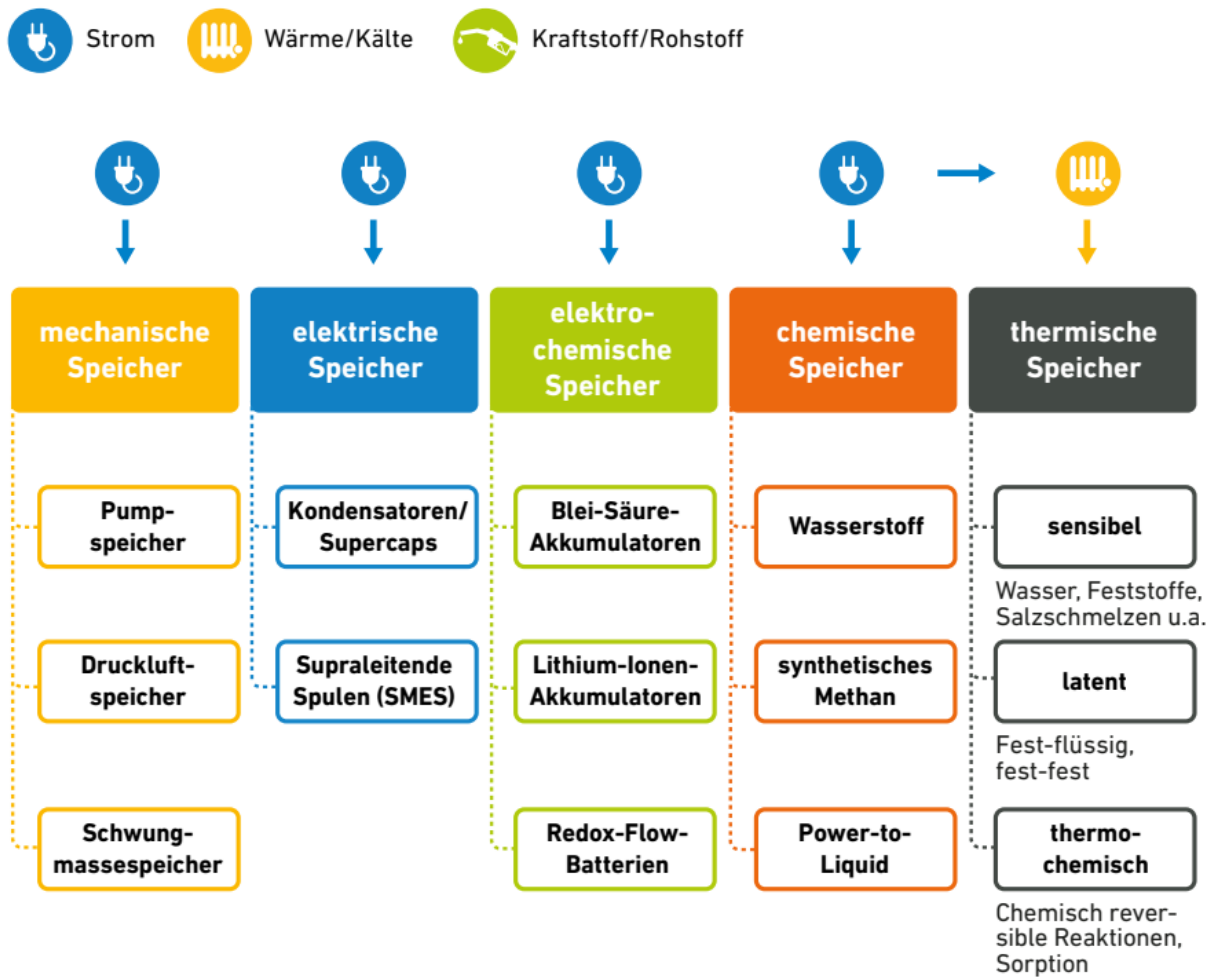 Strom
Wärme/Kälte
Kraftstoff/Rohstoff
mechanische
Speicher
elektrische
Speicher
elektro-
chemische
Speicher
chemische
Speicher
thermische
Speicher
Pump-
speicher
Kondensatoren/
Supercaps
Blei-Säure-
Akkumulatoren
Wasserstoff
sensibel
Wasser, Feststoffe,
Salzschmelzen u.a.
Druckluft-
speicher
Supraleitende
Spulen (SMES)
Lithium-Ionen-
Akkumulatoren
synthetisches
Methan
latent
Fest-flüssig,
fest-fest
Schwung-
massespeicher
Redox-Flow-
Batterien
Power-to-
Liquid
thermo-
chemisch
Chemisch rever-
sible Reaktionen,
Sorption